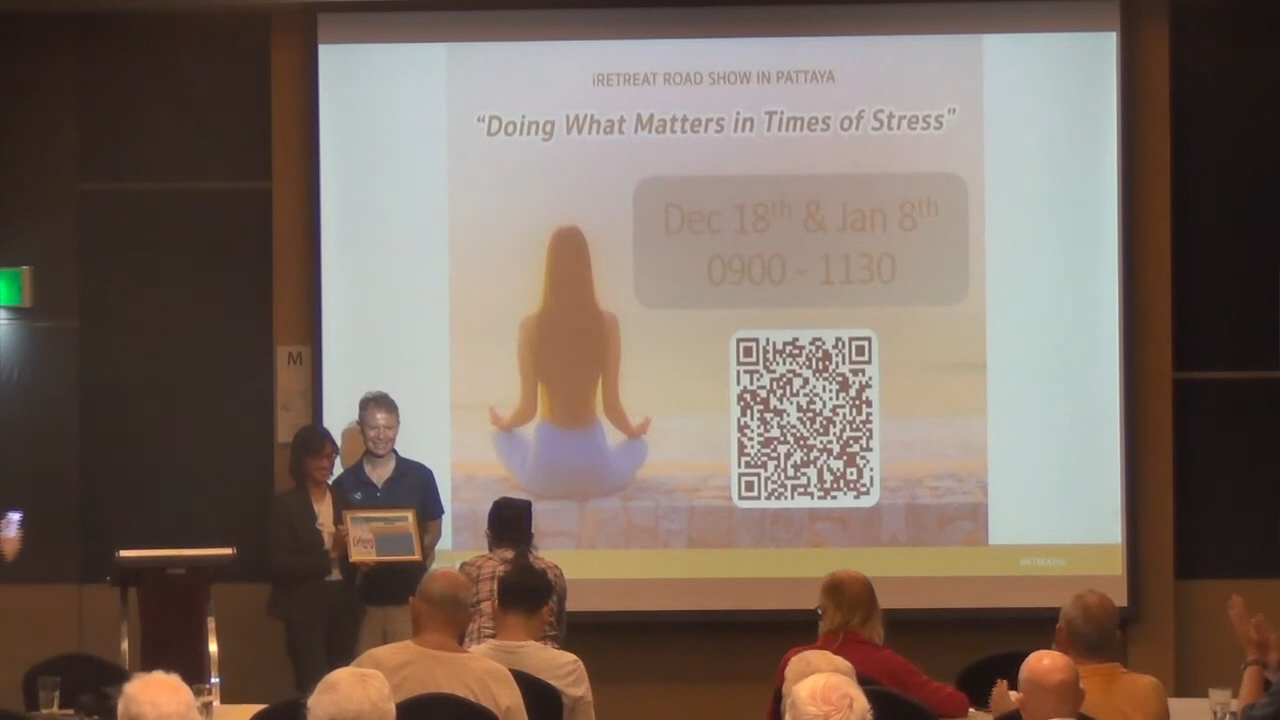 iRETREAT ROAD SHOW IN PATTAYA
“Doing What Matters in Times of Stress”
Dec 18th & Jan 8th
0900 - 1130
M